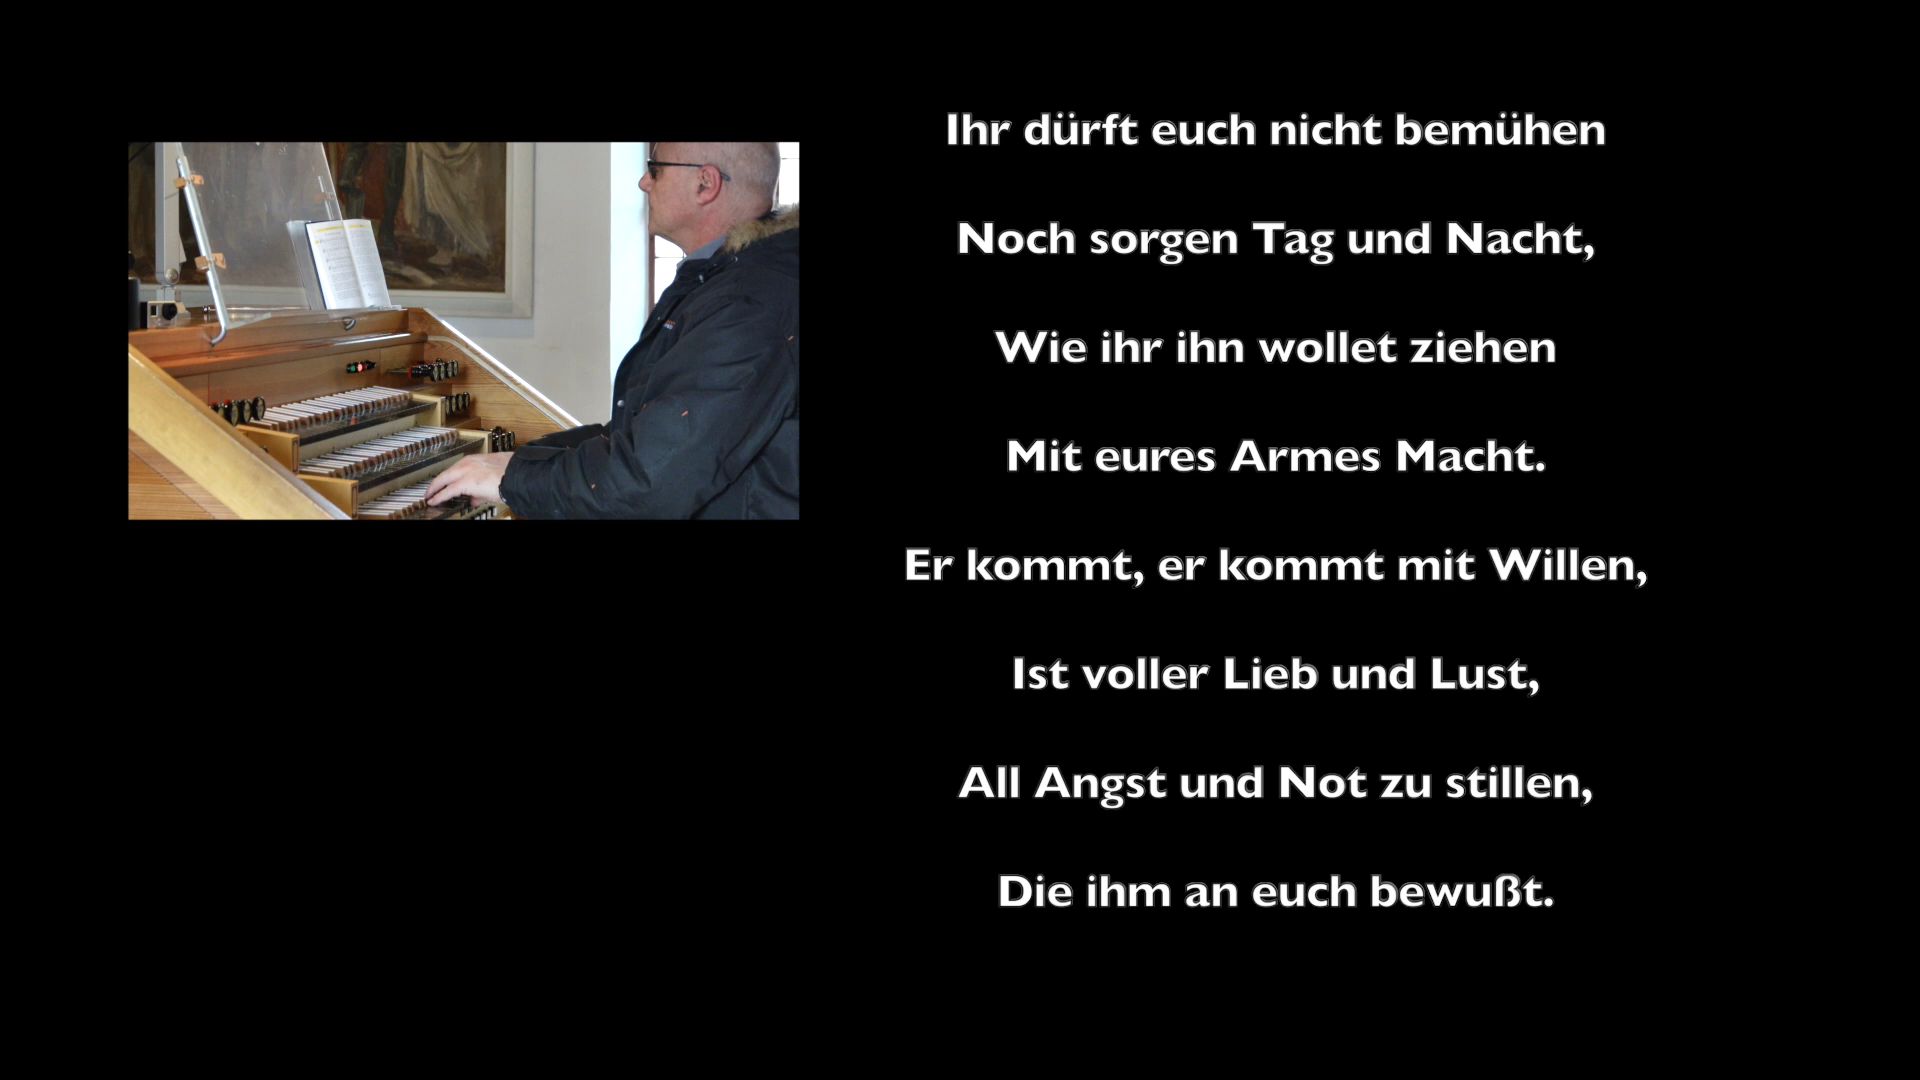 Ihr dürft euch nicht bemühen
Noch sorgen Tag und Nacht,
Wie ihr ihn wollet ziehen
Mit eures Armes Macht.
Er kommt, er kommt mit Willen,
Ist voller Lieb und Lust,
All Angst und Not zu stillen,
Die ihm an euch bewußt.